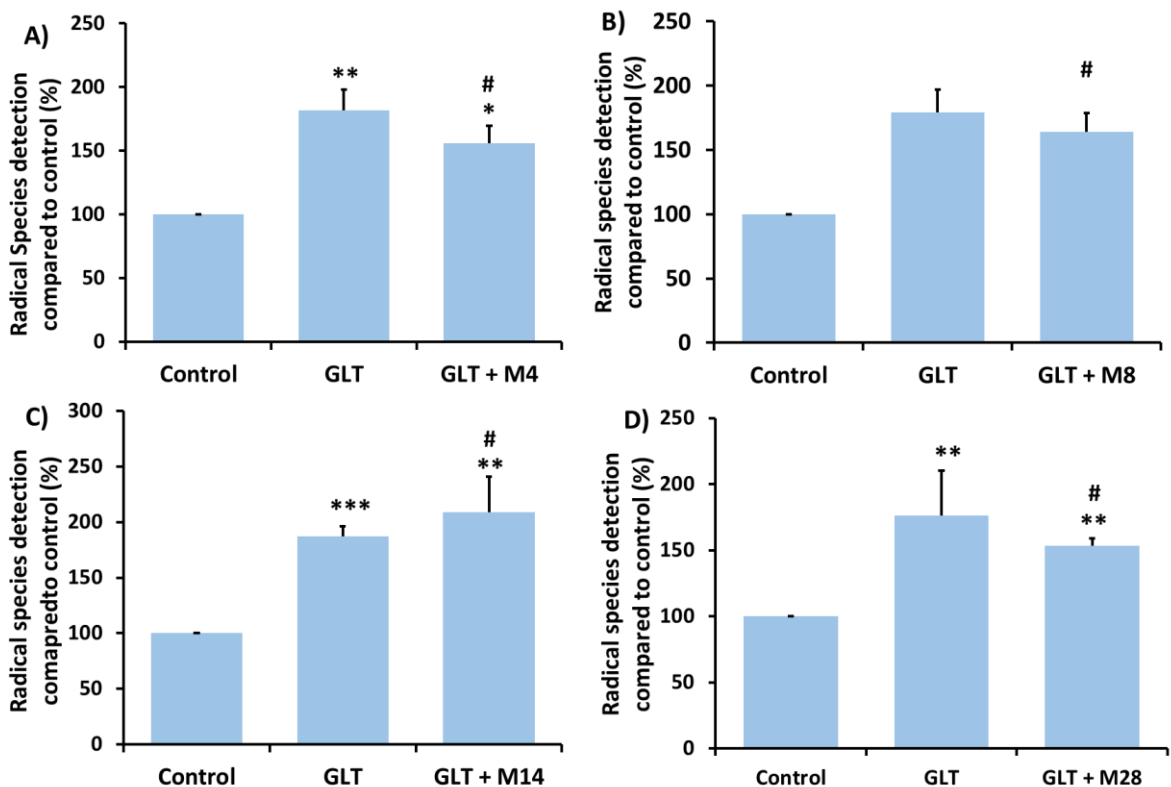 A)
Radical Species detection
compared to control (%)
250
200
150
100
50
0
**
#
*
Control GLT GLT + M4
B)
Radical species detection
compared to control (%)
250
200
150
100
50
0
#
Control GLT GLT + M8
C)
Radical species detection
comapredto control (%)
300
250
200
150
100
50
0
***
#
**
Control GLT GLT + M14
D)
Radical species detection
compared to control (%)
250
200
150
100
50
0
**
#
**
Control GLT GLT + M28